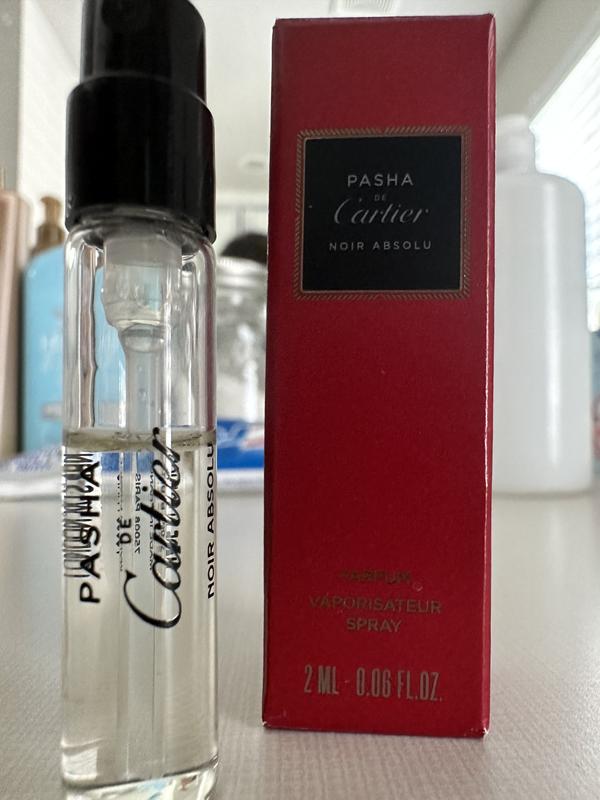 PASHA
DE
Cartier
NOIR ABSOLU
PASHA
DE
Cartier
NOIR ABSOLU
PARFUM
VAPORISATEUR
SPRAY
2 ML - 0.06 FL.OZ.